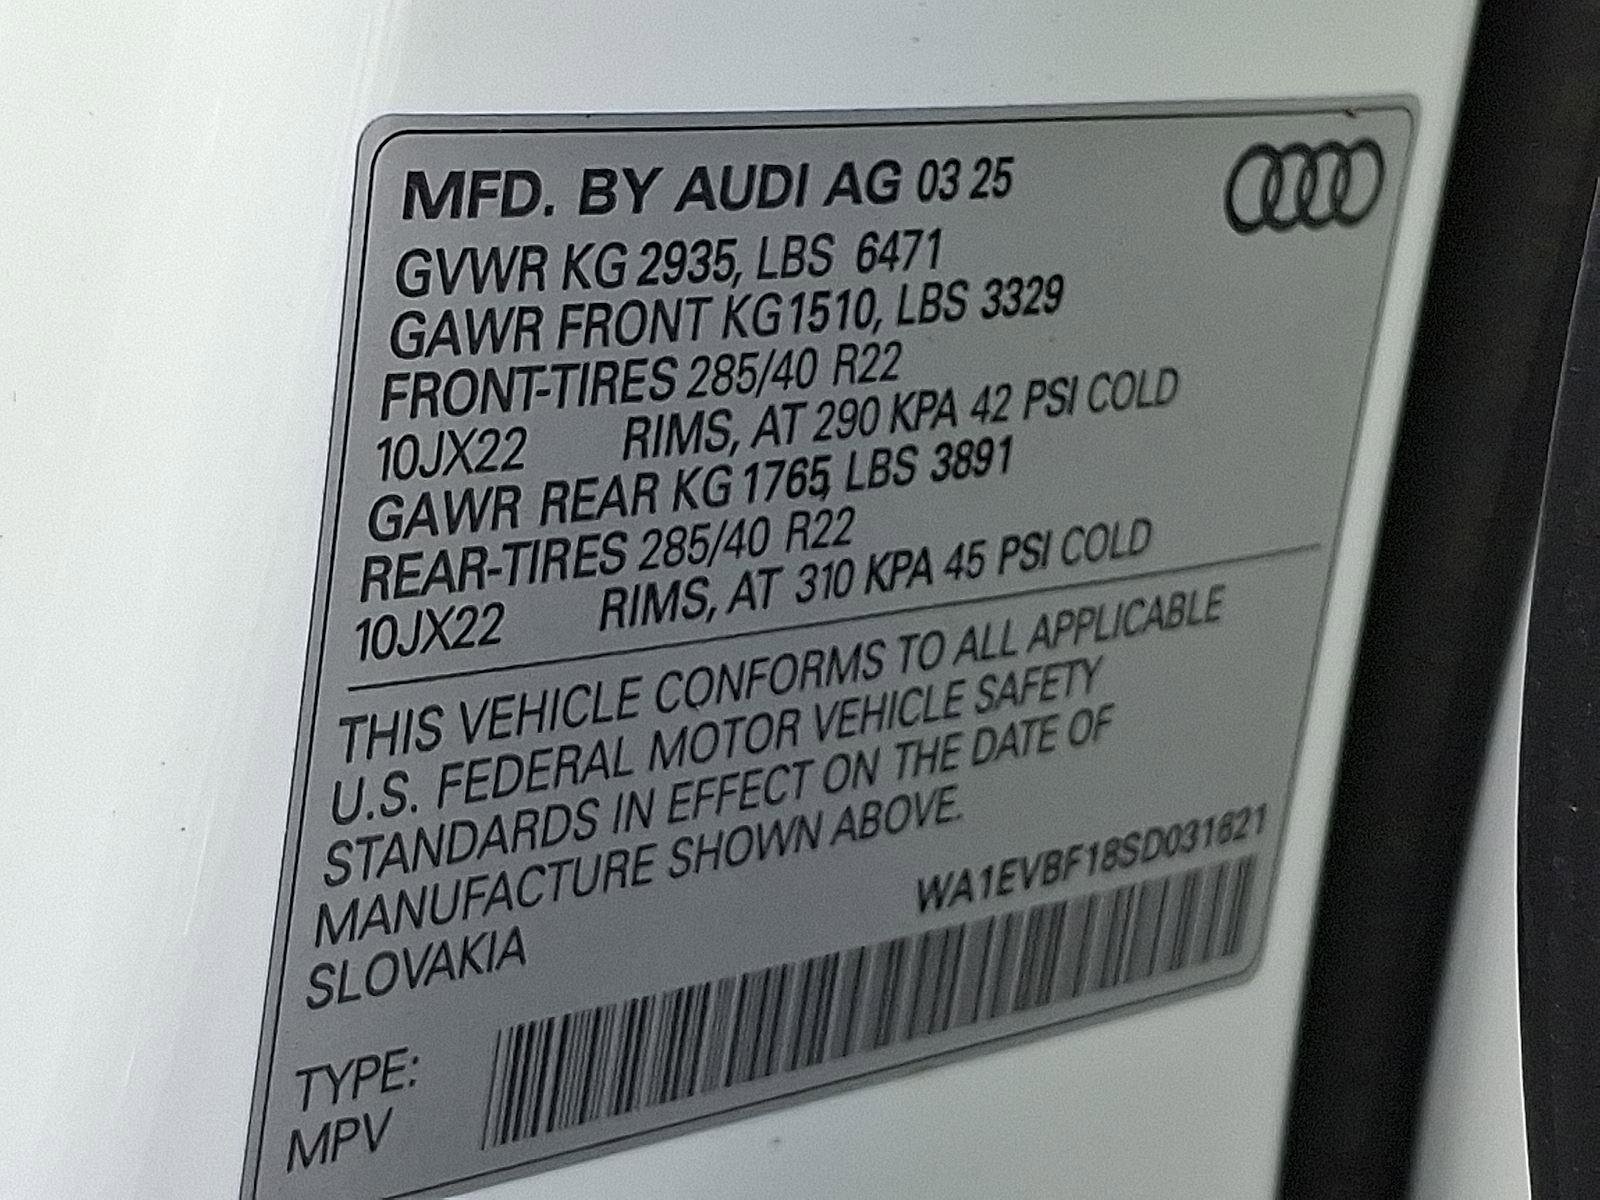 MFD. BY AUDI AG 03 25
GVWR KG 2935, LBS 6471
GAWR FRONT KG 1510, LBS 3329
FRONT-TIRES 285/40 R22
10JX22 RIMS, AT 290 KPA 42 PSI COLD
GAWR REAR KG 1765, LBS 3891
REAR-TIRES 285/40 R22
10JX22 RIMS, AT 310 KPA 45 PSI COLD
THIS VEHICLE CONFORMS TO ALL APPLICABLE
U.S. FEDERAL MOTOR VEHICLE SAFETY
STANDARDS IN EFFECT ON THE DATE OF
MANUFACTURE SHOWN ABOVE.
SLOVAKIA
WA1EVBF18SD031621
TYPE:
MPV